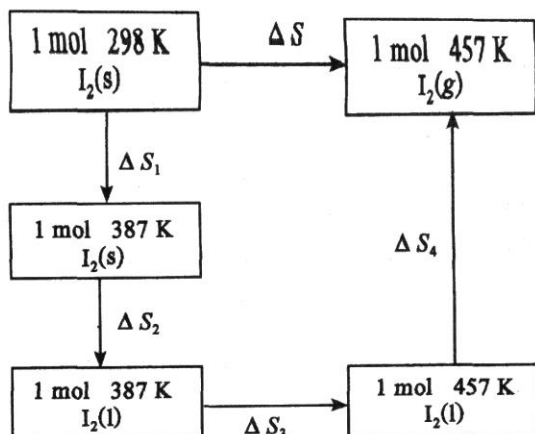 1 mol 298 K
I₂(s)
ΔS
1 mol 457 K
I₂(g)
ΔS₁
1 mol 387 K
I₂(s)
ΔS₂
ΔS₄
1 mol 387 K
I₂(l)
ΔS₃
1 mol 457 K
I₂(l)